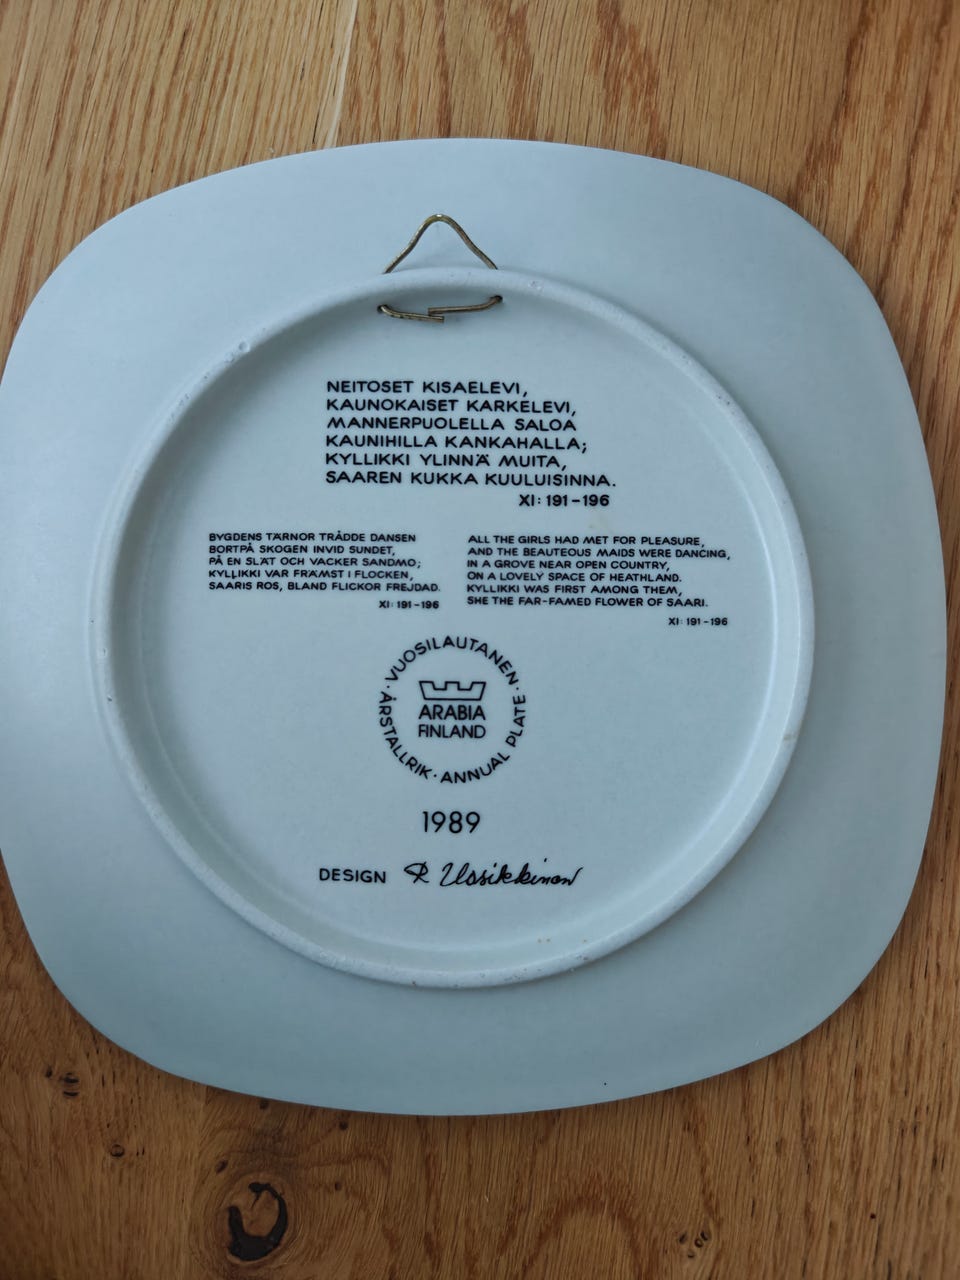 NEITOSET KISAELEVI,
KAUNOKAISET KARKELEVI,
MANNERPUOLELLA SALOA
KAUNIHILLA KANKAHALLA;
KYLLIKKI YLINNÄ MUITA,
SAAREN KUKKA KUULUISINNA.
XI: 191-196
BYGDENS TÄRNOR TRÅDDE DANSEN
BORTPÅ SKOGEN INVID SUNDET,
PÅ EN SLÄT OCH VACKER SANDMO;
KYLLIKKI VAR FRÄMST I FLOCKEN,
SAARIS ROS, BLAND FLICKOR FREJDAD.
XI: 191-196
ALL THE GIRLS HAD MET FOR PLEASURE,
AND THE BEAUTEOUS MAIDS WERE DANCING,
IN A GROVE NEAR OPEN COUNTRY,
ON A LOVELY SPACE OF HEATHLAND.
KYLLIKKI WAS FIRST AMONG THEM,
SHE THE FAR-FAMED FLOWER OF SAARI.
XI: 191-196
· VUOSILAUTANEN · ANNUAL PLATE · ÅRSTALLRIK
ARABIA
FINLAND
1989
DESIGN R Uosikkinen